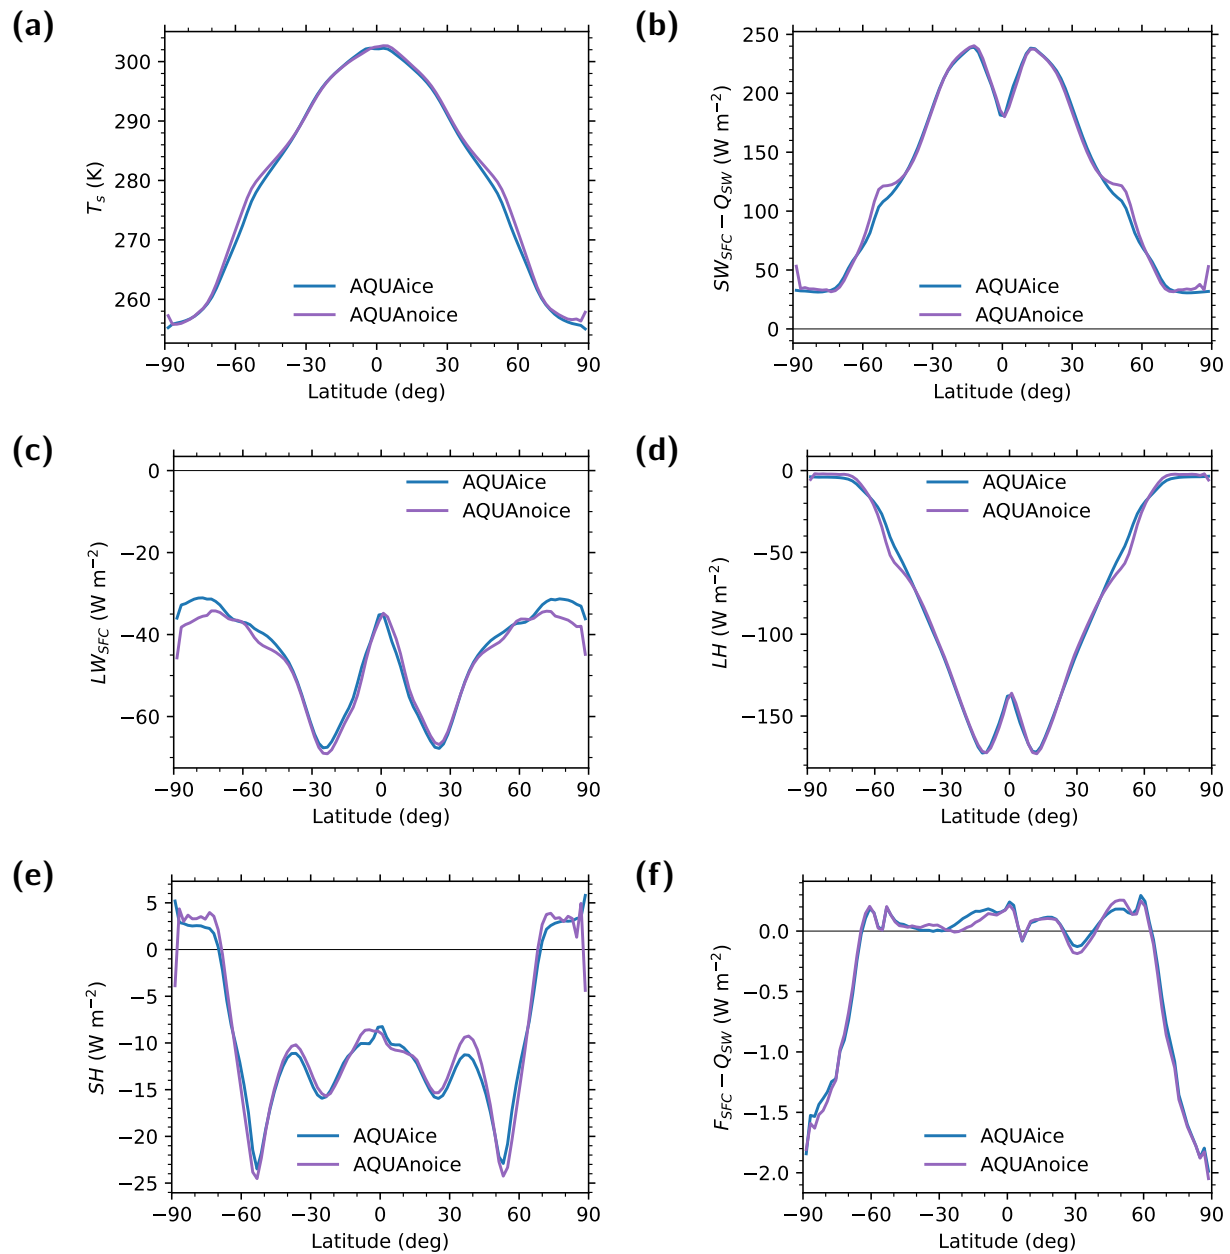 (a)
300
290
280
270
260
T_s (K)
AQUAice
AQUAnoice
−90 −60 −30 0 30 60 90
Latitude (deg)
(b)
250
200
150
100
50
0
SW_SFC − Q_SW (W m⁻²)
AQUAice
AQUAnoice
−90 −60 −30 0 30 60 90
Latitude (deg)
(c)
0
−20
−40
−60
LW_SFC (W m⁻²)
AQUAice
AQUAnoice
−90 −60 −30 0 30 60 90
Latitude (deg)
(d)
0
−50
−100
−150
LH (W m⁻²)
AQUAice
AQUAnoice
−90 −60 −30 0 30 60 90
Latitude (deg)
(e)
5
0
−5
−10
−15
−20
−25
SH (W m⁻²)
AQUAice
AQUAnoice
−90 −60 −30 0 30 60 90
Latitude (deg)
(f)
0.0
−0.5
−1.0
−1.5
−2.0
F_SFC − Q_SW (W m⁻²)
AQUAice
AQUAnoice
−90 −60 −30 0 30 60 90
Latitude (deg)